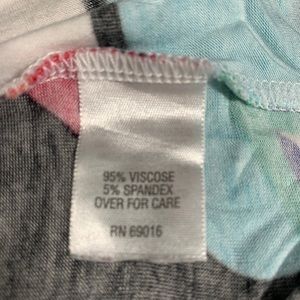 95% VISCOSE
5% SPANDEX
OVER FOR CARE
RN 69016